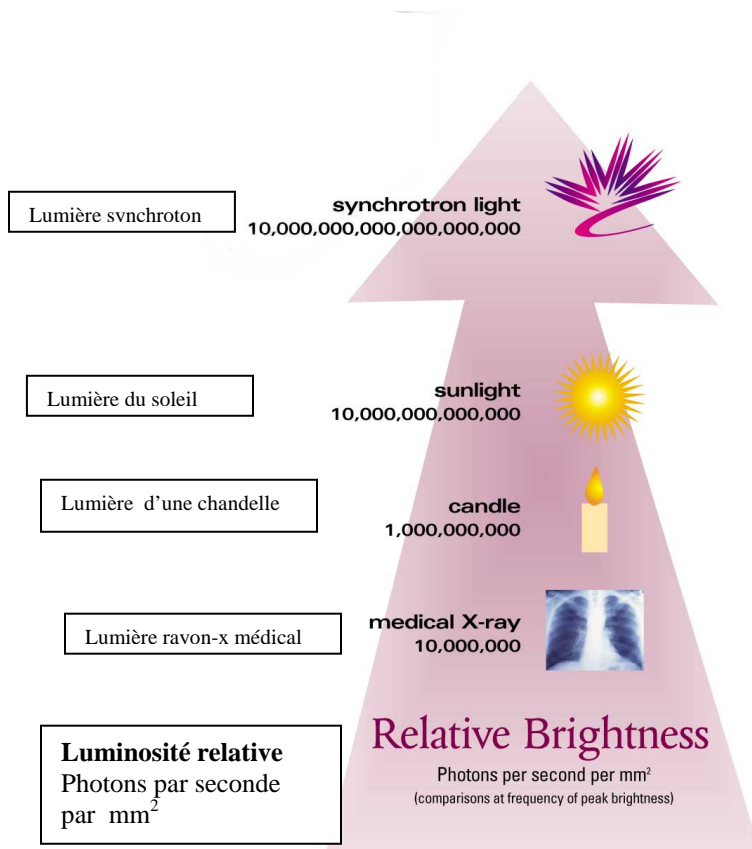 synchrotron light
Lumière svnchroton
10,000,000,000,000,000,000
sunlight
Lumière du soleil
10,000,000,000,000
Lumière d'une chandelle
candle
1,000,000,000
medical X-ray
Lumière ravon-x médical
10,000,000
Luminosité relative
Photons par seconde
par mm²
Relative Brightness
Photons per second per mm²
(comparisons at frequency of peak brightness)